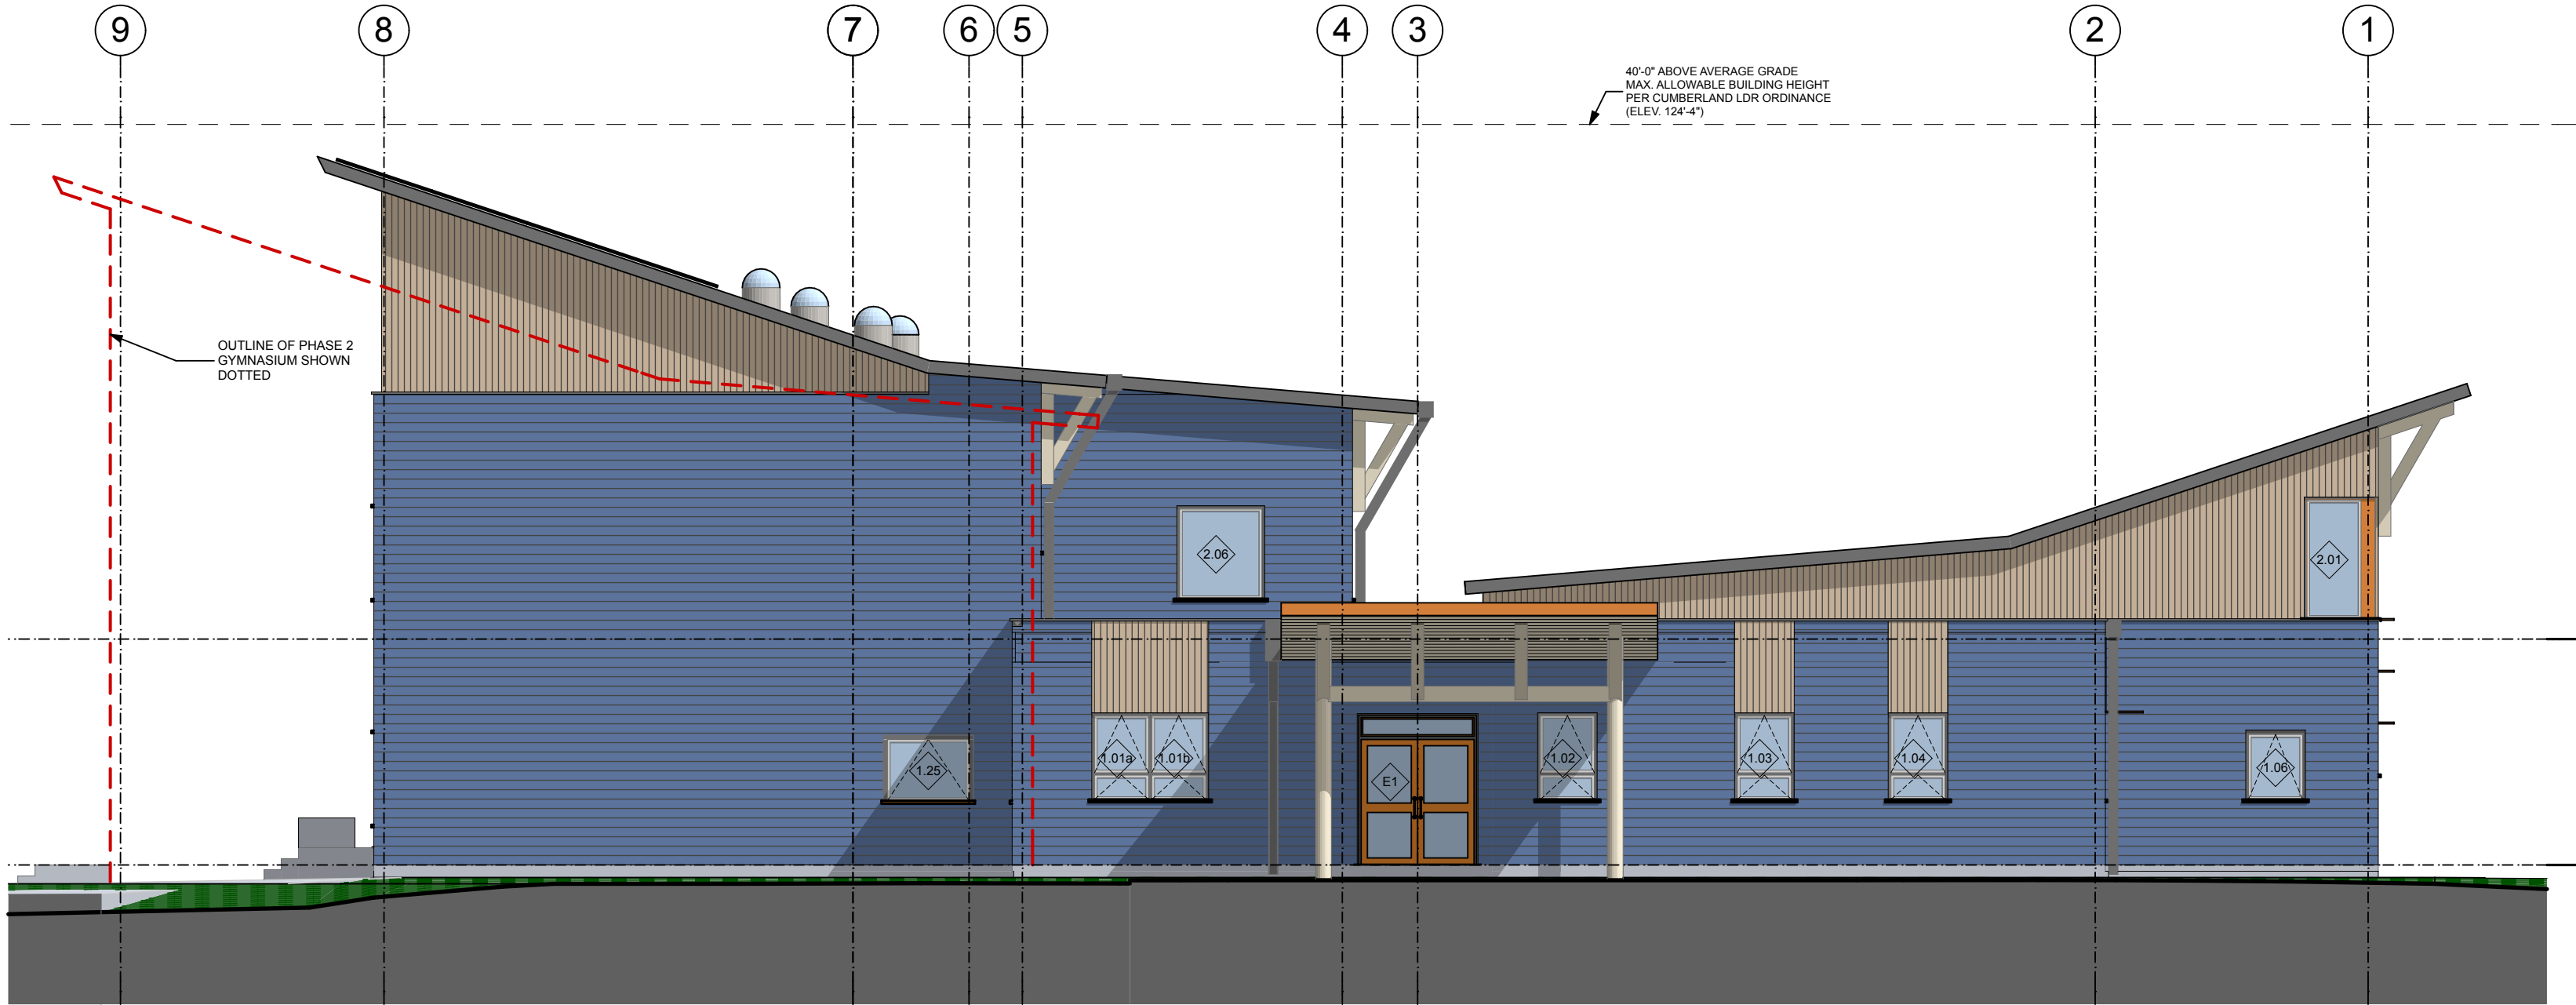 9 8 7 6 5 4 3 2 1
40'-0" ABOVE AVERAGE GRADE
MAX. ALLOWABLE BUILDING HEIGHT
PER CUMBERLAND LDR ORDINANCE
(ELEV. 124'-4")
OUTLINE OF PHASE 2
GYMNASIUM SHOWN
DOTTED
2.06
2.01
1.25
1.01a
1.01b
E1
1.02
1.03
1.04
1.06